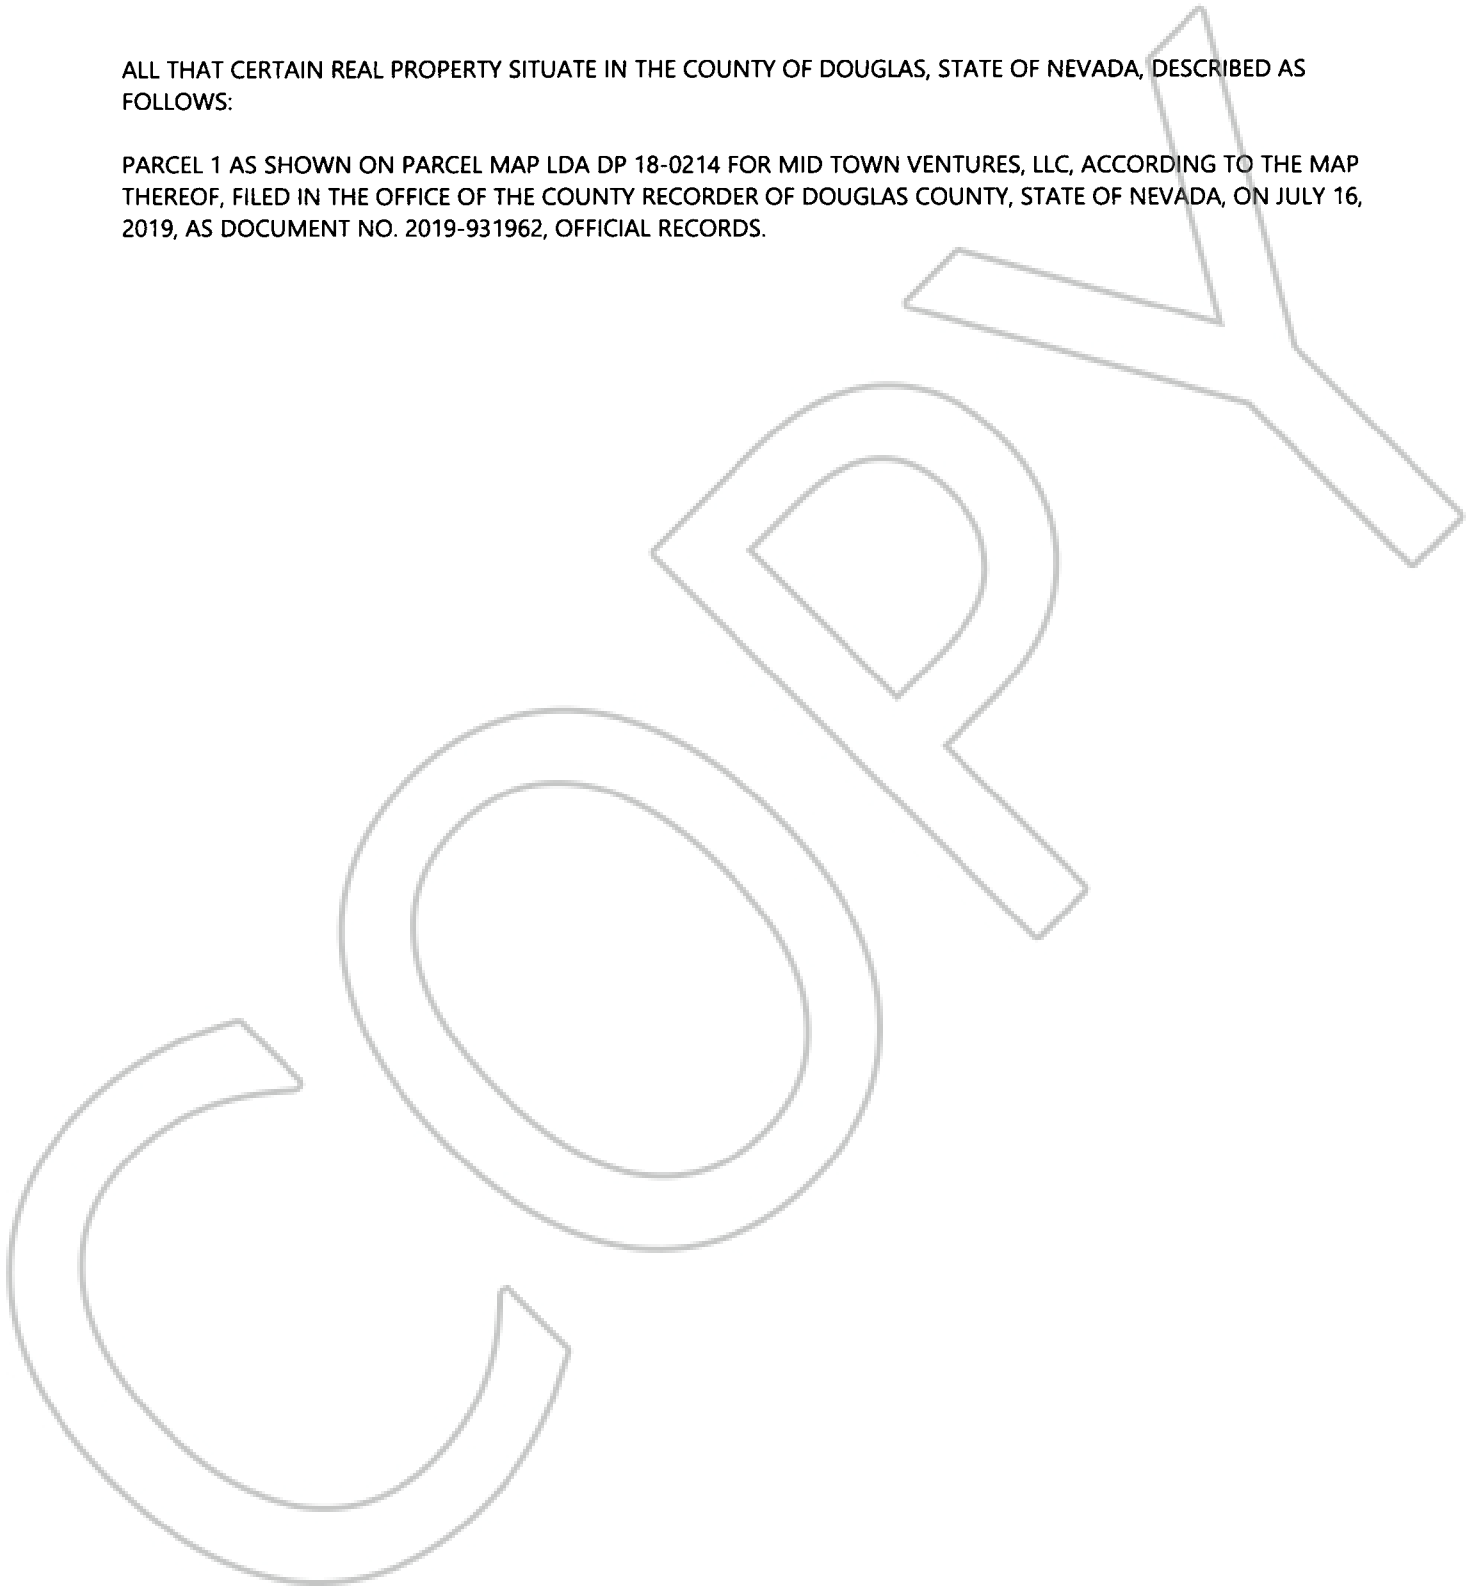 ALL THAT CERTAIN REAL PROPERTY SITUATE IN THE COUNTY OF DOUGLAS, STATE OF NEVADA, DESCRIBED AS
FOLLOWS:
PARCEL 1 AS SHOWN ON PARCEL MAP LDA DP 18-0214 FOR MID TOWN VENTURES, LLC, ACCORDING TO THE MAP
THEREOF, FILED IN THE OFFICE OF THE COUNTY RECORDER OF DOUGLAS COUNTY, STATE OF NEVADA, ON JULY 16,
2019, AS DOCUMENT NO. 2019-931962, OFFICIAL RECORDS.
COPY